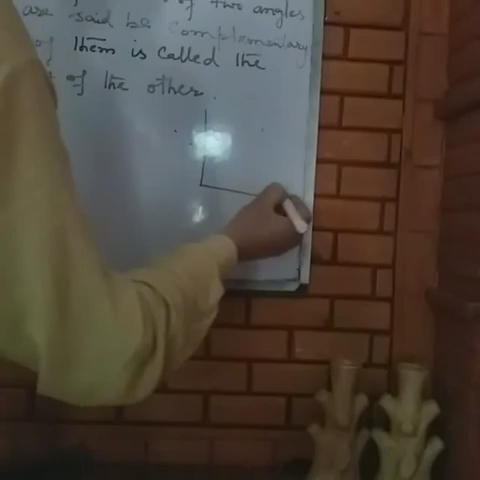 of two angles
are said be complementary
of them is called the
of the other.